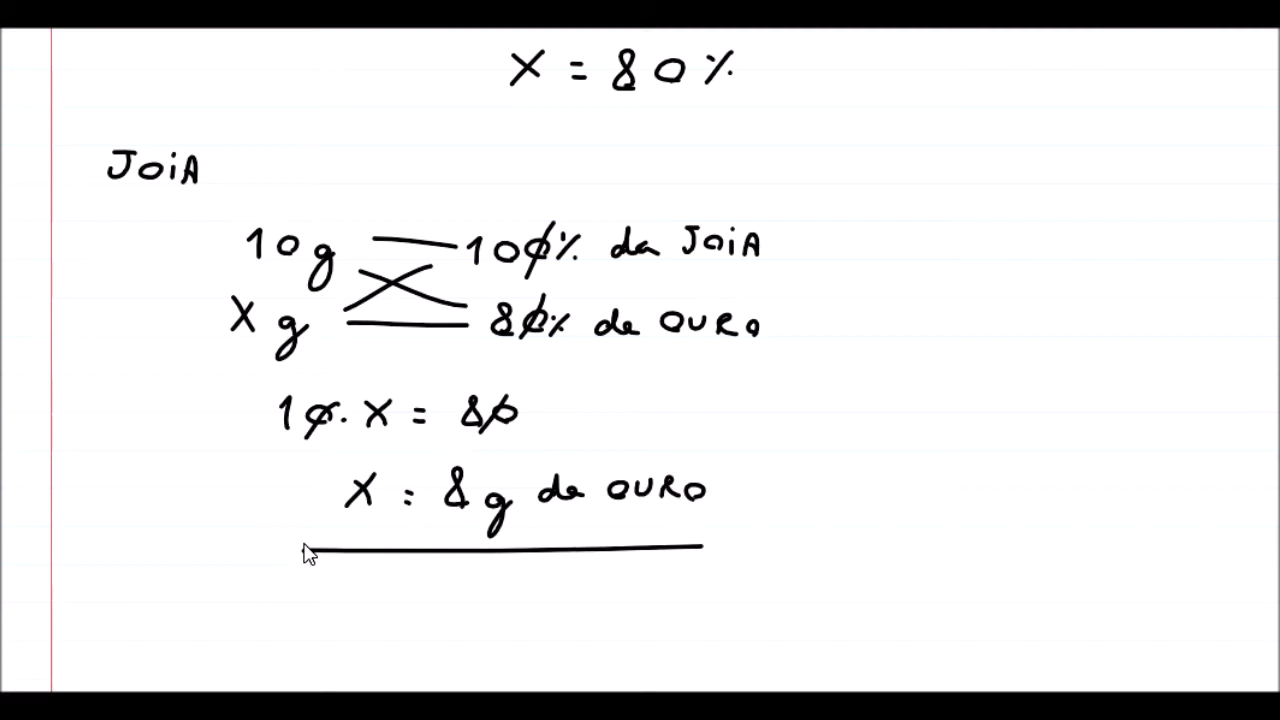 X = 80%
JOiA
10g 100% da JOiA
X g 80% de OURO
10. X = 80
X = 8g de OURO